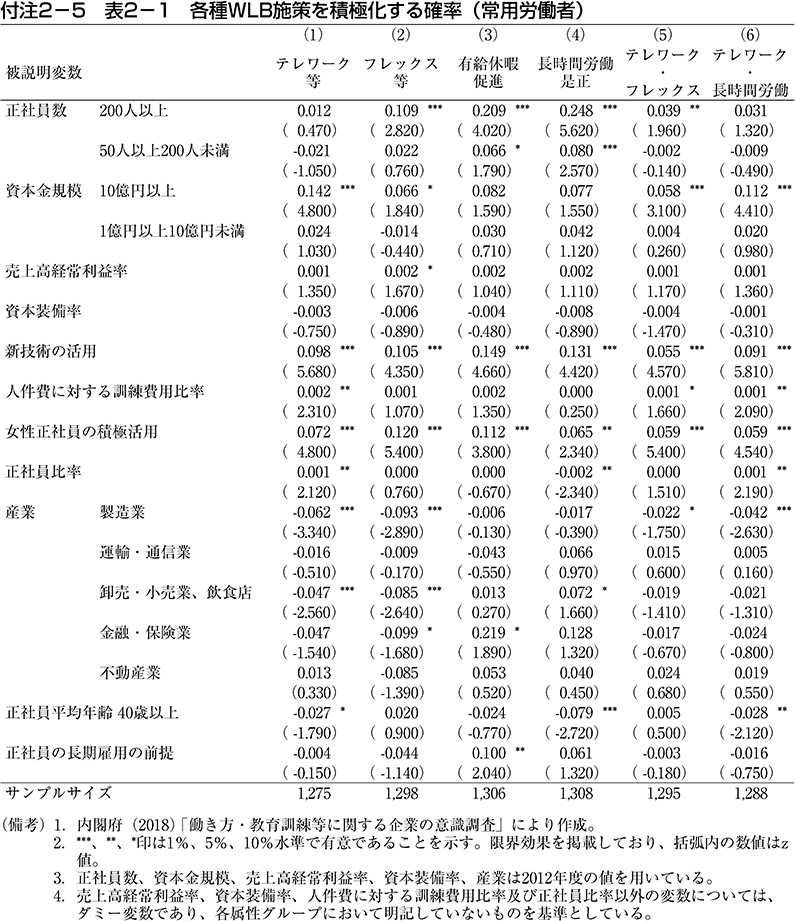 付注2－5　表2－1　各種WLB施策を積極化する確率（常用労働者）
(1) (2) (3) (4) (5) (6)
被説明変数 テレワーク等 フレックス等 有給休暇促進 長時間労働是正 テレワーク・フレックス テレワーク・長時間労働
正社員数 200人以上 0.012 0.109 *** 0.209 *** 0.248 *** 0.039 ** 0.031
( 0.470) ( 2.820) ( 4.020) ( 5.620) ( 1.960) ( 1.320)
50人以上200人未満 -0.021 0.022 0.066 * 0.080 *** -0.002 -0.009
(-1.050) ( 0.760) ( 1.790) ( 2.570) (-0.140) (-0.490)
資本金規模 10億円以上 0.142 *** 0.066 * 0.082 0.077 0.058 *** 0.112 ***
( 4.800) ( 1.840) ( 1.590) ( 1.550) ( 3.100) ( 4.410)
1億円以上10億円未満 0.024 -0.014 0.030 0.042 0.004 0.020
( 1.030) (-0.440) ( 0.710) ( 1.120) ( 0.260) ( 0.980)
売上高経常利益率 0.001 0.002 * 0.002 0.002 0.001 0.001
( 1.350) ( 1.670) ( 1.040) ( 1.110) ( 1.170) ( 1.360)
資本装備率 -0.003 -0.006 -0.004 -0.008 -0.004 -0.001
(-0.750) (-0.890) (-0.480) (-0.890) (-1.470) (-0.310)
新技術の活用 0.098 *** 0.105 *** 0.149 *** 0.131 *** 0.055 *** 0.091 ***
( 5.680) ( 4.350) ( 4.660) ( 4.420) ( 4.570) ( 5.810)
人件費に対する訓練費用比率 0.002 ** 0.001 0.002 0.000 0.001 * 0.001 **
( 2.310) ( 1.070) ( 1.350) ( 0.250) ( 1.660) ( 2.090)
女性正社員の積極活用 0.072 *** 0.120 *** 0.112 *** 0.065 ** 0.059 *** 0.059 ***
( 4.800) ( 5.400) ( 3.800) ( 2.340) ( 5.400) ( 4.540)
正社員比率 0.001 ** 0.000 0.000 -0.002 ** 0.000 0.001 **
( 2.120) ( 0.760) (-0.670) (-2.340) ( 1.510) ( 2.190)
産業 製造業 -0.062 *** -0.093 *** -0.006 -0.017 -0.022 * -0.042 ***
(-3.340) (-2.890) (-0.130) (-0.390) (-1.750) (-2.630)
運輸・通信業 -0.016 -0.009 -0.043 0.066 0.015 0.005
(-0.510) (-0.170) (-0.550) ( 0.970) ( 0.600) ( 0.160)
卸売・小売業、飲食店 -0.047 *** -0.085 *** 0.013 0.072 * -0.019 -0.021
(-2.560) (-2.640) ( 0.270) ( 1.660) (-1.410) (-1.310)
金融・保険業 -0.047 -0.099 * 0.219 * 0.128 -0.017 -0.024
(-1.540) (-1.680) ( 1.890) ( 1.320) (-0.670) (-0.800)
不動産業 0.013 -0.085 0.053 0.040 0.024 0.019
(0.330) (-1.390) ( 0.520) ( 0.450) ( 0.680) ( 0.550)
正社員平均年齢 40歳以上 -0.027 * 0.020 -0.024 -0.079 *** 0.005 -0.028 **
(-1.790) ( 0.900) (-0.770) (-2.720) ( 0.500) (-2.120)
正社員の長期雇用の前提 -0.004 -0.044 0.100 ** 0.061 -0.003 -0.016
(-0.150) (-1.140) ( 2.040) ( 1.320) (-0.180) (-0.750)
サンプルサイズ 1,275 1,298 1,306 1,308 1,295 1,288
(備考) 1. 内閣府（2018）「働き方・教育訓練等に関する企業の意識調査」により作成。
2. ***、**、*印は1％、5％、10％水準で有意であることを示す。限界効果を掲載しており、括弧内の数値はz
値。
3. 正社員数、資本金規模、売上高経常利益率、資本装備率、産業は2012年度の値を用いている。
4. 売上高経常利益率、資本装備率、人件費に対する訓練費用比率及び正社員比率以外の変数については、
ダミー変数であり、各属性グループにおいて明記していないものを基準としている。